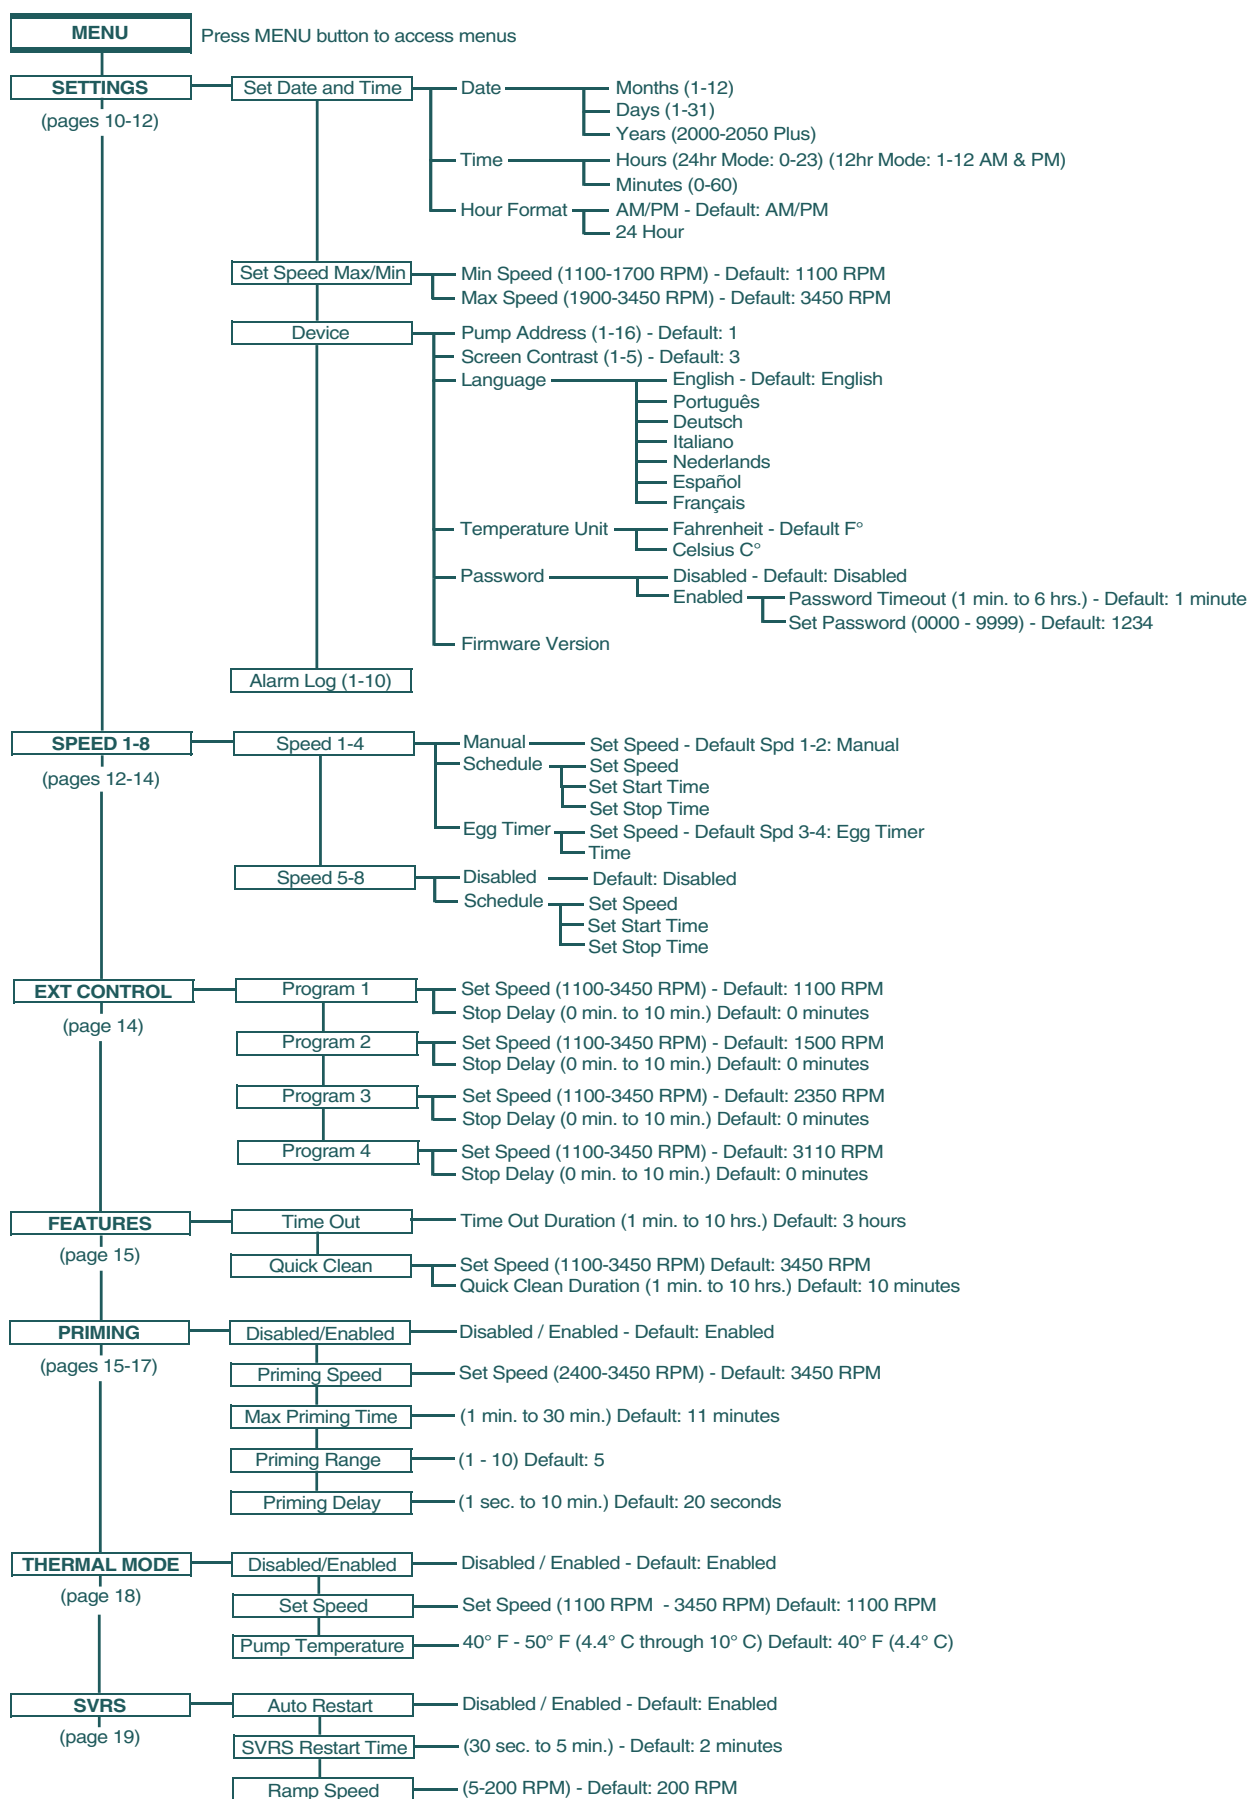 MENU
Press MENU button to access menus
SETTINGS
(pages 10-12)
Set Date and Time
Date
Months (1-12)
Days (1-31)
Years (2000-2050 Plus)
Time
Hours (24hr Mode: 0-23) (12hr Mode: 1-12 AM & PM)
Minutes (0-60)
Hour Format
AM/PM - Default: AM/PM
24 Hour
Set Speed Max/Min
Min Speed (1100-1700 RPM) - Default: 1100 RPM
Max Speed (1900-3450 RPM) - Default: 3450 RPM
Device
Pump Address (1-16) - Default: 1
Screen Contrast (1-5) - Default: 3
Language
English - Default: English
Português
Deutsch
Italiano
Nederlands
Español
Français
Temperature Unit
Fahrenheit - Default F°
Celsius C°
Password
Disabled - Default: Disabled
Enabled
Password Timeout (1 min. to 6 hrs.) - Default: 1 minute
Set Password (0000 - 9999) - Default: 1234
Firmware Version
Alarm Log (1-10)
SPEED 1-8
(pages 12-14)
Speed 1-4
Manual
Set Speed - Default Spd 1-2: Manual
Schedule
Set Speed
Set Start Time
Set Stop Time
Egg Timer
Set Speed - Default Spd 3-4: Egg Timer
Time
Speed 5-8
Disabled
Default: Disabled
Schedule
Set Speed
Set Start Time
Set Stop Time
EXT CONTROL
(page 14)
Program 1
Set Speed (1100-3450 RPM) - Default: 1100 RPM
Stop Delay (0 min. to 10 min.) Default: 0 minutes
Program 2
Set Speed (1100-3450 RPM) - Default: 1500 RPM
Stop Delay (0 min. to 10 min.) Default: 0 minutes
Program 3
Set Speed (1100-3450 RPM) - Default: 2350 RPM
Stop Delay (0 min. to 10 min.) Default: 0 minutes
Program 4
Set Speed (1100-3450 RPM) - Default: 3110 RPM
Stop Delay (0 min. to 10 min.) Default: 0 minutes
FEATURES
(page 15)
Time Out
Time Out Duration (1 min. to 10 hrs.) Default: 3 hours
Quick Clean
Set Speed (1100-3450 RPM) Default: 3450 RPM
Quick Clean Duration (1 min. to 10 hrs.) Default: 10 minutes
PRIMING
(pages 15-17)
Disabled/Enabled
Disabled / Enabled - Default: Enabled
Priming Speed
Set Speed (2400-3450 RPM) - Default: 3450 RPM
Max Priming Time
(1 min. to 30 min.) Default: 11 minutes
Priming Range
(1 - 10) Default: 5
Priming Delay
(1 sec. to 10 min.) Default: 20 seconds
THERMAL MODE
(page 18)
Disabled/Enabled
Disabled / Enabled - Default: Enabled
Set Speed
Set Speed (1100 RPM - 3450 RPM) Default: 1100 RPM
Pump Temperature
40° F - 50° F (4.4° C through 10° C) Default: 40° F (4.4° C)
SVRS
(page 19)
Auto Restart
Disabled / Enabled - Default: Enabled
SVRS Restart Time
(30 sec. to 5 min.) - Default: 2 minutes
Ramp Speed
(5-200 RPM) - Default: 200 RPM